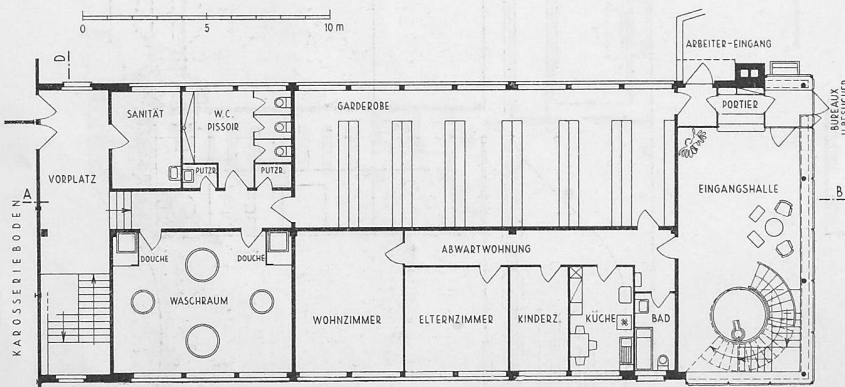 0 5 10 m
ARBEITER-EINGANG
D
SANITÄT
W.C.
PISSOIR
GARDEROBE
PORTIER
BUREAUX
U. BESUCHER
PUTZR.
PUTZR.
VORPLATZ
A
EINGANGSHALLE
B
KAROSSERIEBODEN
DOUCHE
DOUCHE
ABWARTWOHNUNG
WASCHRAUM
WOHNZIMMER
ELTERNZIMMER
KINDERZ.
KÜCHE
BAD